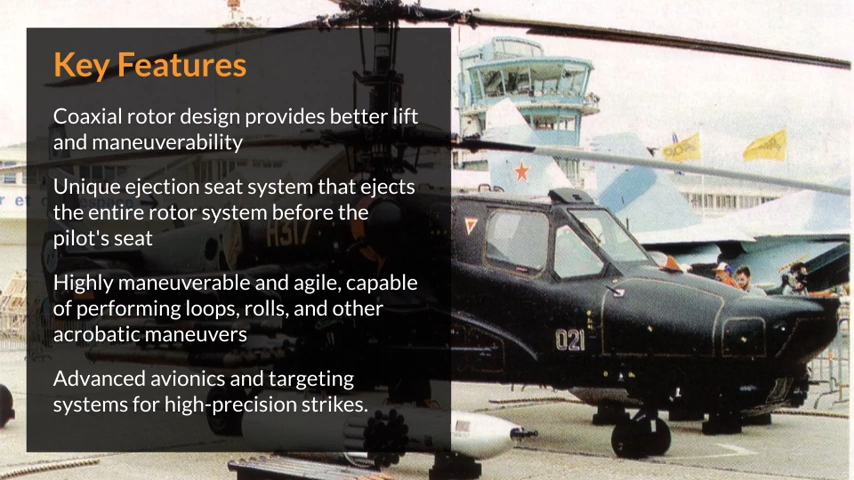 Key Features
Coaxial rotor design provides better lift
and maneuverability
Unique ejection seat system that ejects
the entire rotor system before the
pilot's seat
Highly maneuverable and agile, capable
of performing loops, rolls, and other
acrobatic maneuvers
Advanced avionics and targeting
systems for high-precision strikes.
H317
021